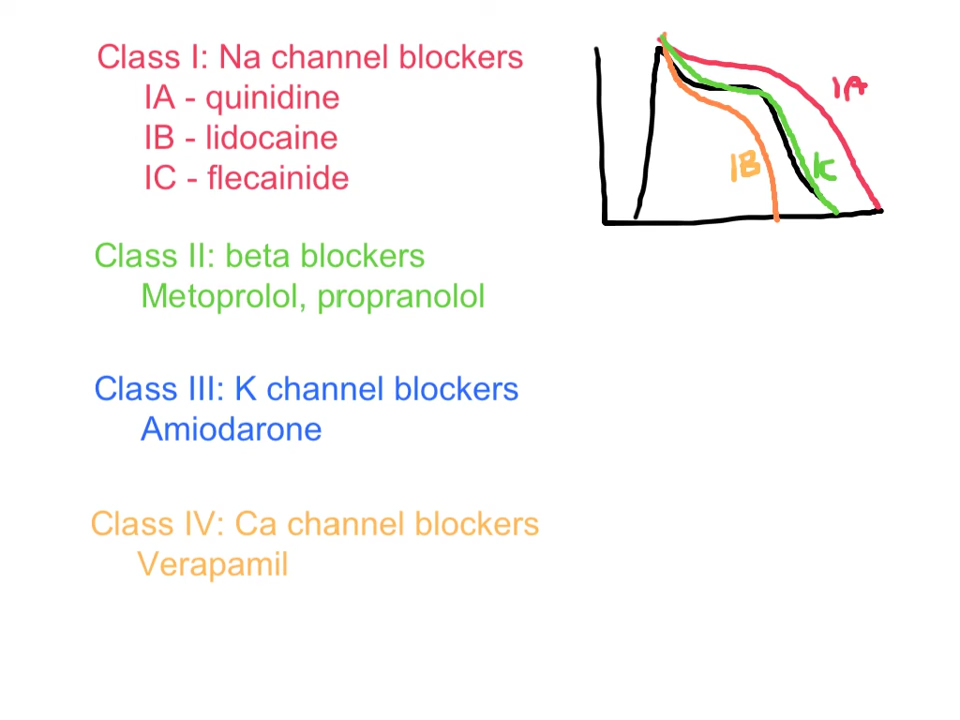 Class I: Na channel blockers
IA - quinidine
IB - lidocaine
IC - flecainide
Class II: beta blockers
Metoprolol, propranolol
Class III: K channel blockers
Amiodarone
Class IV: Ca channel blockers
Verapamil
IA
IB
IC